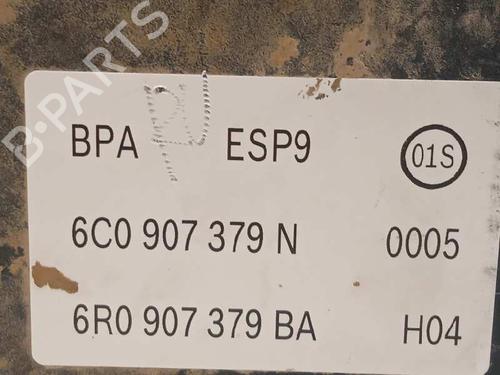 B-PARTS
BPA ESP9 01S
6C0 907 379 N 0005
6R0 907 379 BA H04